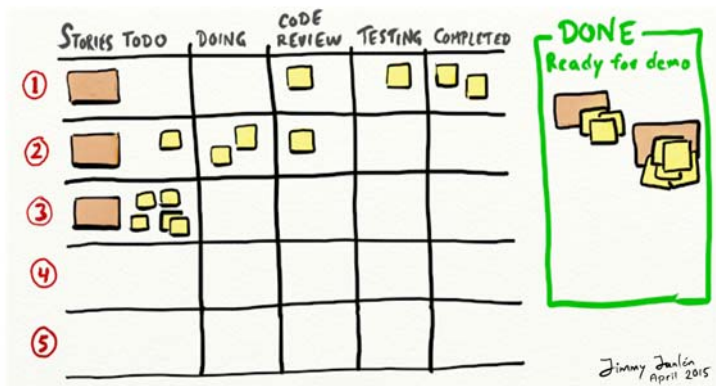 STORIES TODO DOING CODE REVIEW TESTING COMPLETED
DONE
Ready for demo
1
2
3
4
5
Jimmy Janlén
April 2015